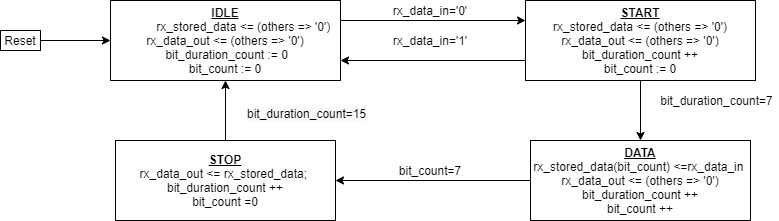 Reset
IDLE
rx_stored_data <= (others => '0')
rx_data_out <= (others => '0')
bit_duration_count := 0
bit_count := 0
rx_data_in='0'
rx_data_in='1'
START
rx_stored_data <= (others => '0')
rx_data_out <= (others => '0')
bit_duration_count ++
bit_count := 0
bit_duration_count=7
bit_duration_count=15
STOP
rx_data_out <= rx_stored_data;
bit_duration_count ++
bit_count =0
bit_count=7
DATA
rx_stored_data(bit_count) <=rx_data_in
rx_data_out <= (others => '0')
bit_duration_count ++
bit_count ++